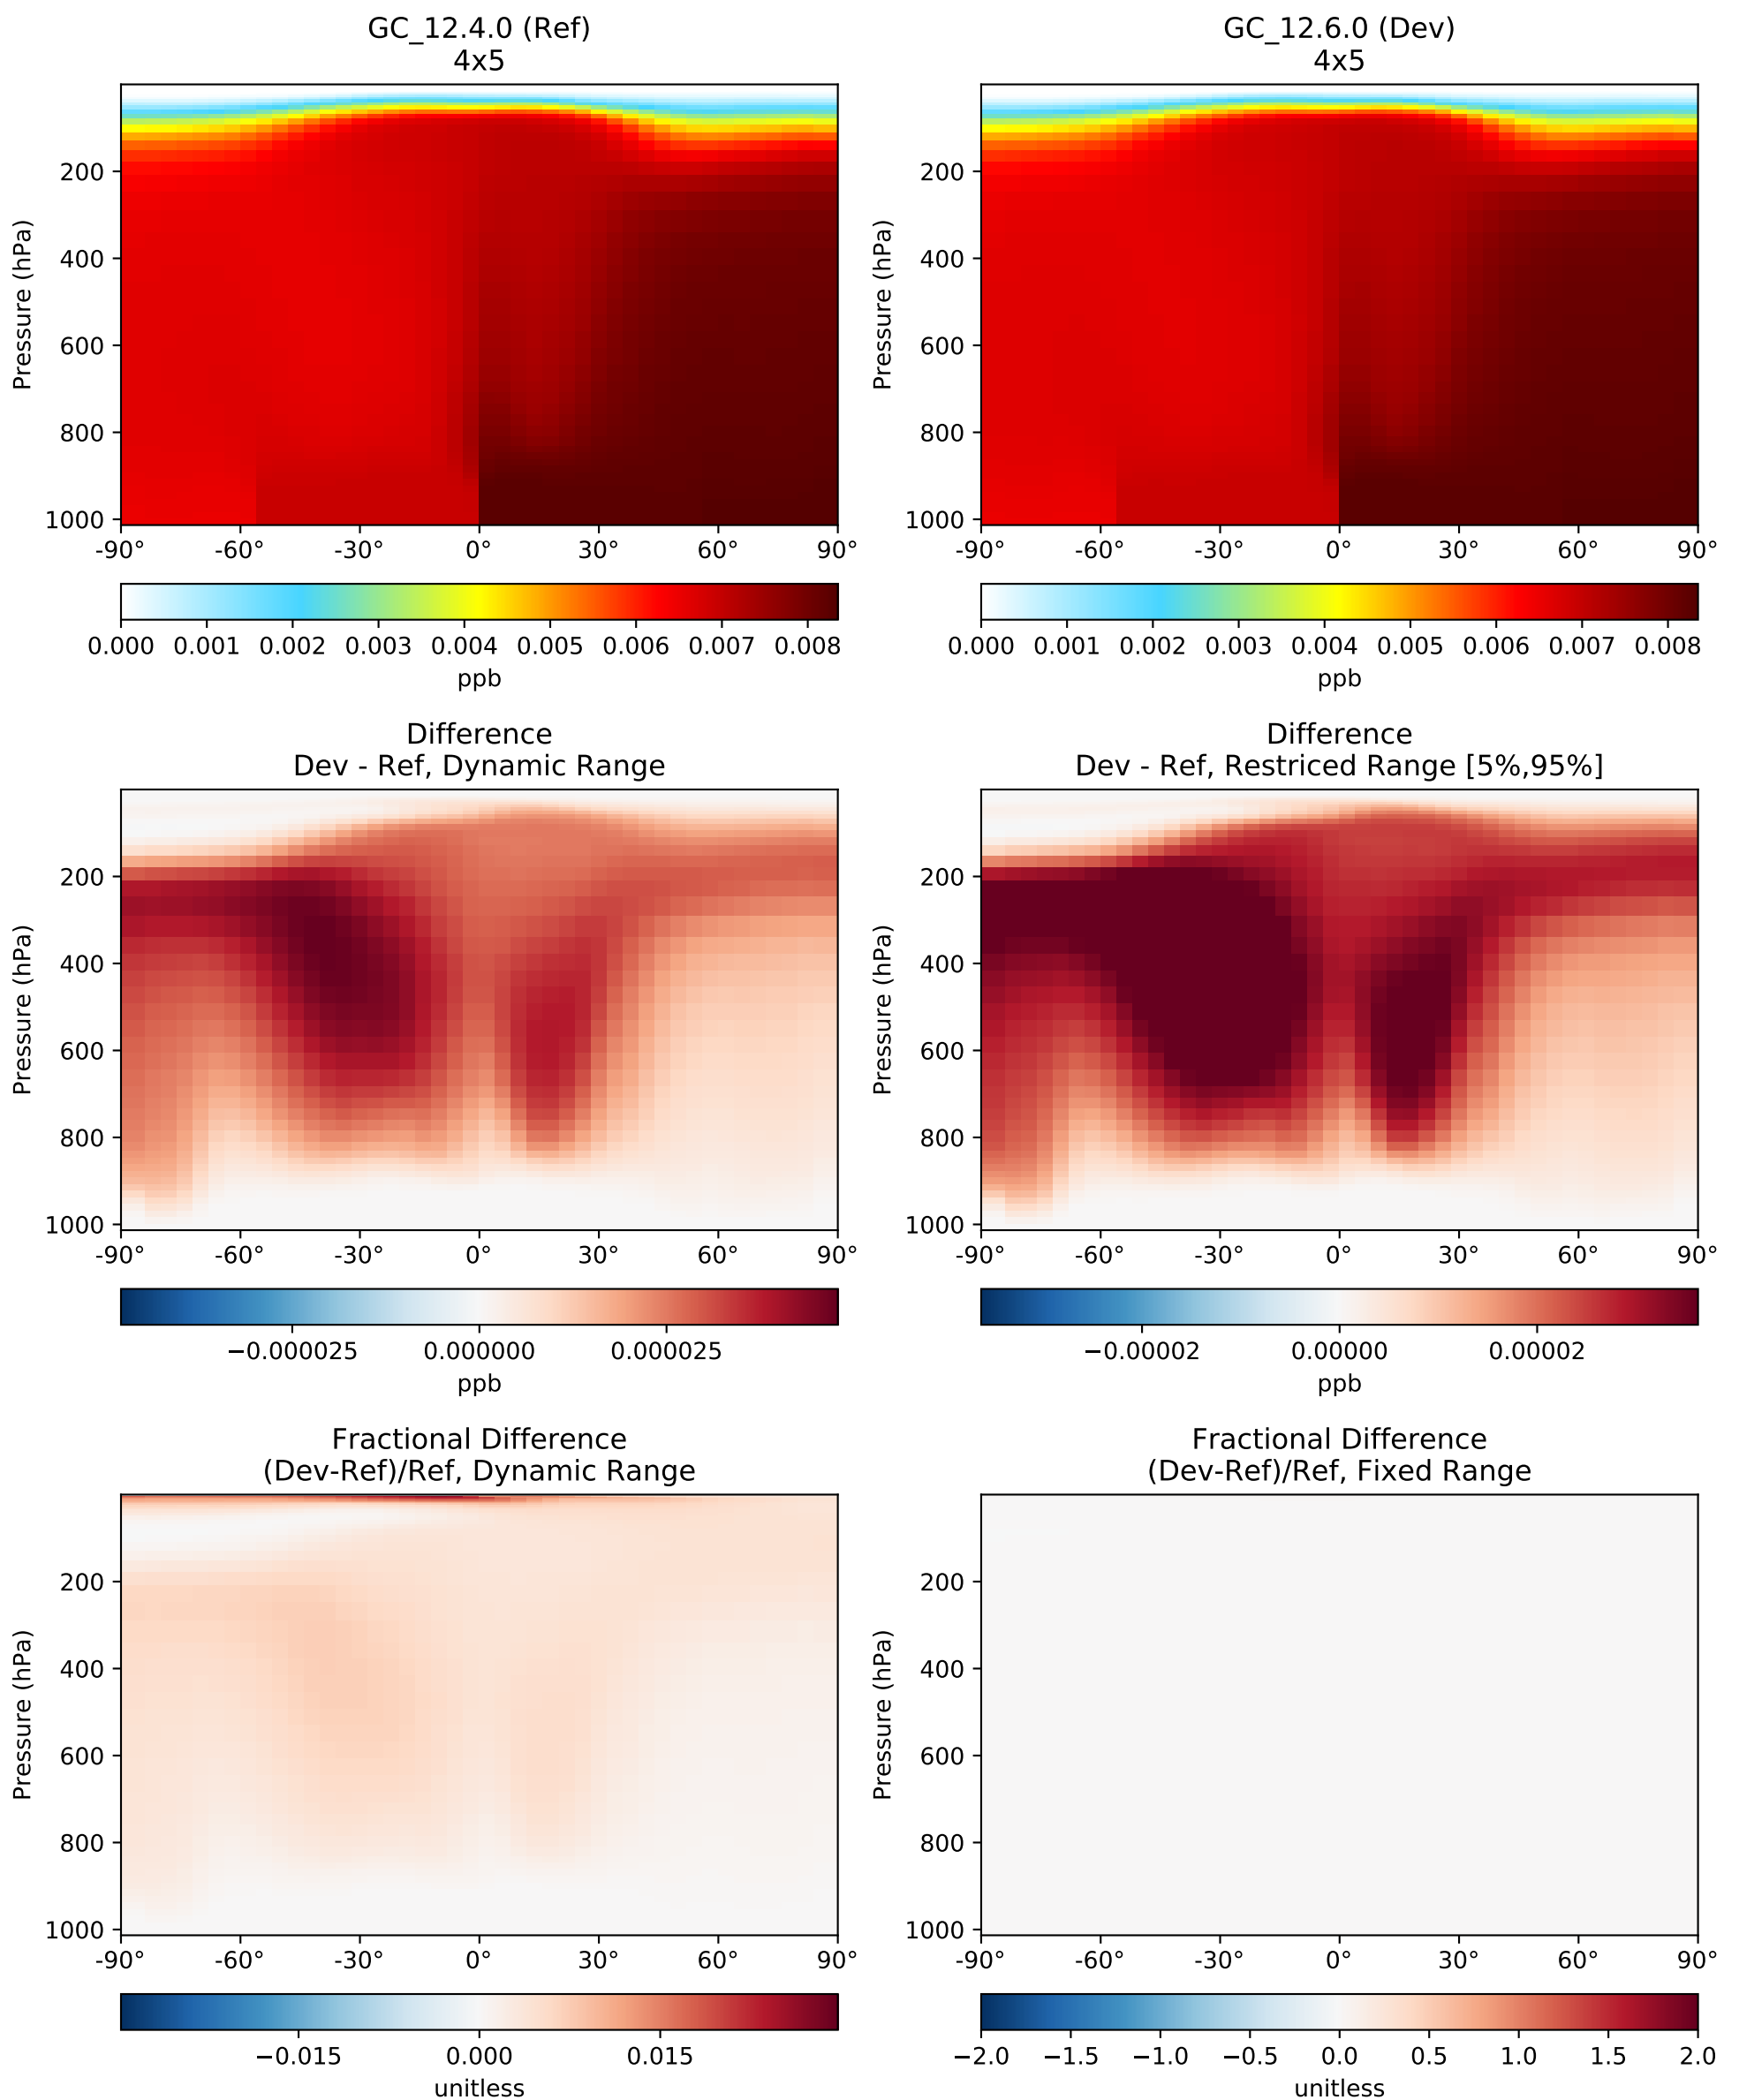 GC_12.4.0 (Ref)
4x5
Pressure (hPa)
200
400
600
800
1000
-90° -60° -30° 0° 30° 60° 90°
0.000 0.001 0.002 0.003 0.004 0.005 0.006 0.007 0.008
ppb
GC_12.6.0 (Dev)
4x5
Pressure (hPa)
200
400
600
800
1000
-90° -60° -30° 0° 30° 60° 90°
0.000 0.001 0.002 0.003 0.004 0.005 0.006 0.007 0.008
ppb
Difference
Dev - Ref, Dynamic Range
Pressure (hPa)
200
400
600
800
1000
-90° -60° -30° 0° 30° 60° 90°
−0.000025 0.000000 0.000025
ppb
Difference
Dev - Ref, Restriced Range [5%,95%]
Pressure (hPa)
200
400
600
800
1000
-90° -60° -30° 0° 30° 60° 90°
−0.00002 0.00000 0.00002
ppb
Fractional Difference
(Dev-Ref)/Ref, Dynamic Range
Pressure (hPa)
200
400
600
800
1000
-90° -60° -30° 0° 30° 60° 90°
−0.015 0.000 0.015
unitless
Fractional Difference
(Dev-Ref)/Ref, Fixed Range
Pressure (hPa)
200
400
600
800
1000
-90° -60° -30° 0° 30° 60° 90°
−2.0 −1.5 −1.0 −0.5 0.0 0.5 1.0 1.5 2.0
unitless